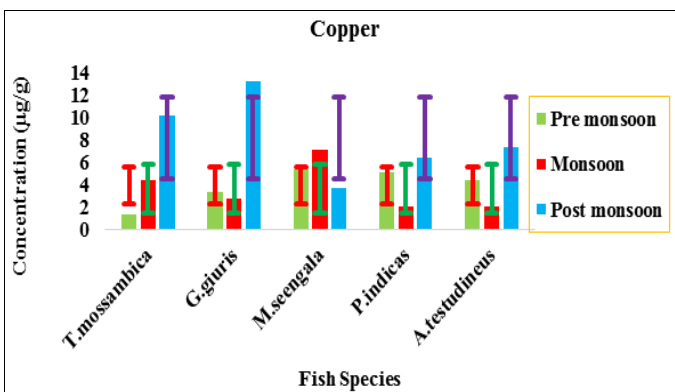 Copper
Concentration (µg/g)
14
12
10
8
6
4
2
0
T.mossambica
G.giuris
M.seengala
P.indicas
A.testudineus
Fish Species
Pre monsoon
Monsoon
Post monsoon